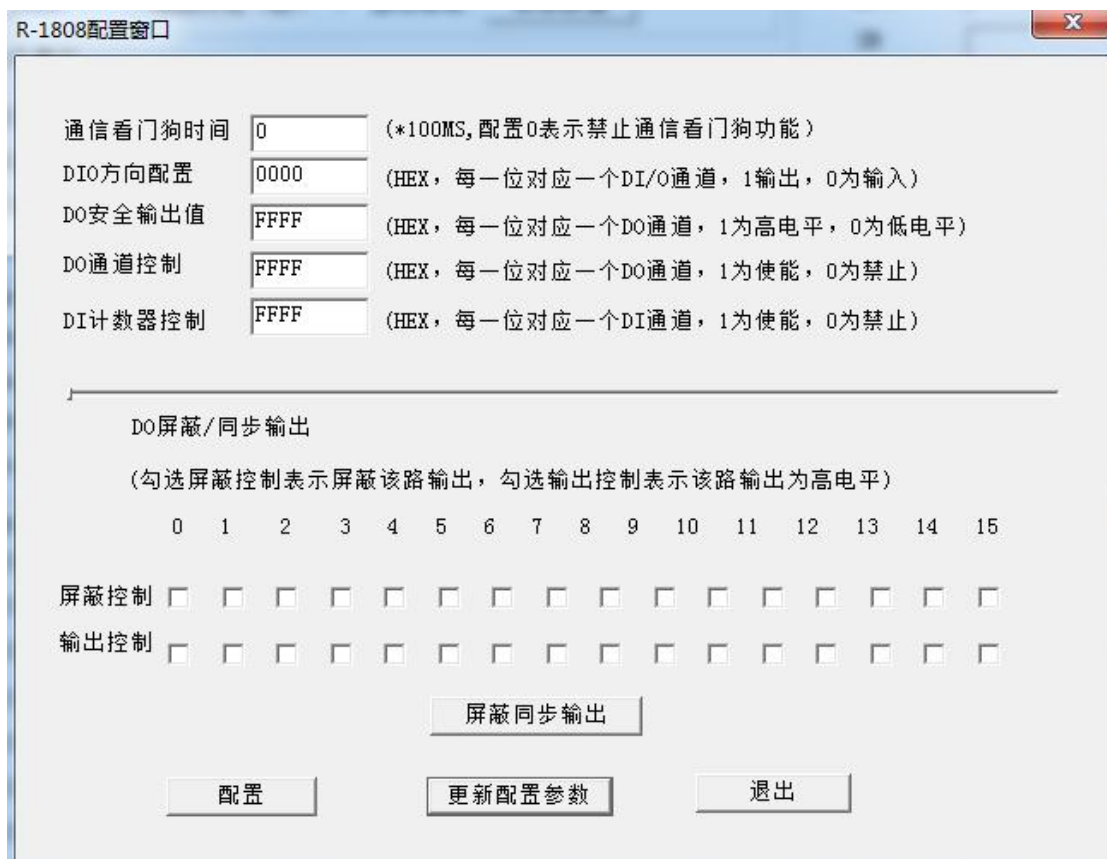 R-1808配置窗口
x
通信看门狗时间 0 (*100MS,配置0表示禁止通信看门狗功能)
DIO方向配置 0000 (HEX，每一位对应一个DI/O通道，1输出，0为输入)
DO安全输出值 FFFF (HEX，每一位对应一个DO通道，1为高电平，0为低电平)
DO通道控制 FFFF (HEX，每一位对应一个DO通道，1为使能，0为禁止)
DI计数器控制 FFFF (HEX，每一位对应一个DI通道，1为使能，0为禁止)
DO屏蔽/同步输出
(勾选屏蔽控制表示屏蔽该路输出，勾选输出控制表示该路输出为高电平)
0 1 2 3 4 5 6 7 8 9 10 11 12 13 14 15
屏蔽控制
输出控制
屏蔽同步输出
配置 更新配置参数 退出